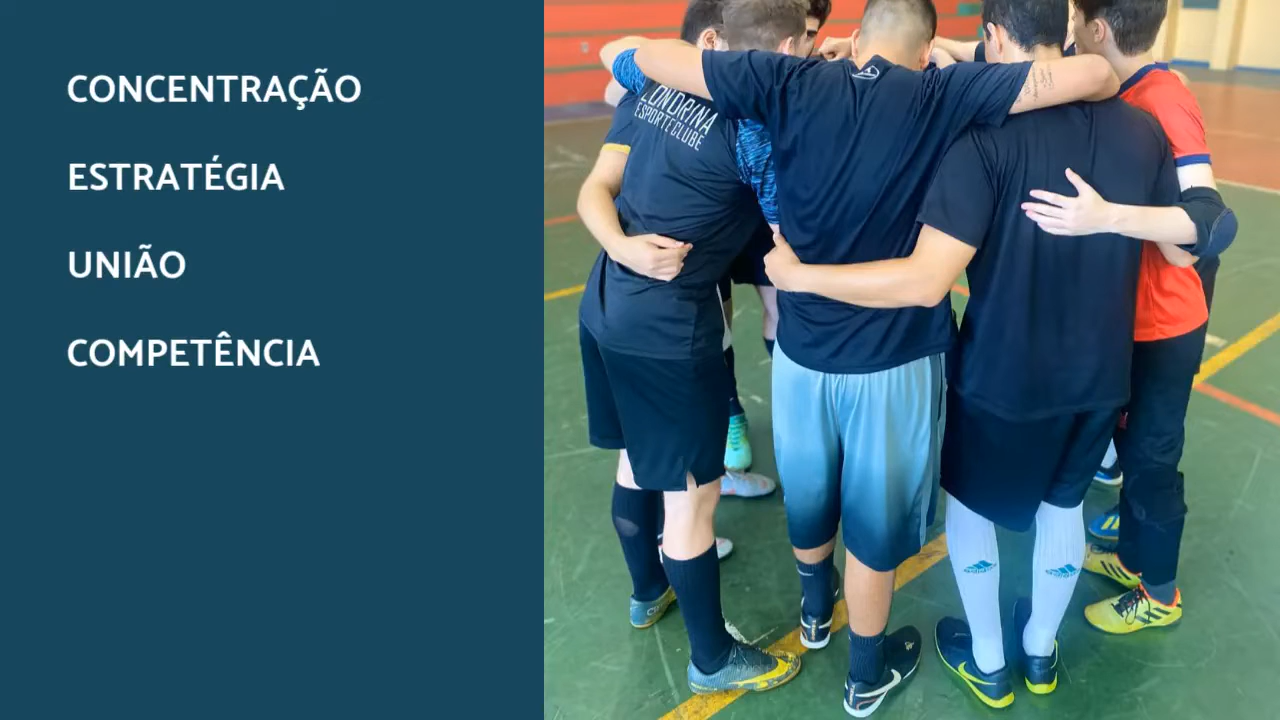 CONCENTRAÇÃO
ESTRATÉGIA
UNIÃO
COMPETÊNCIA
LONDRINA
ESPORTE CLUBE